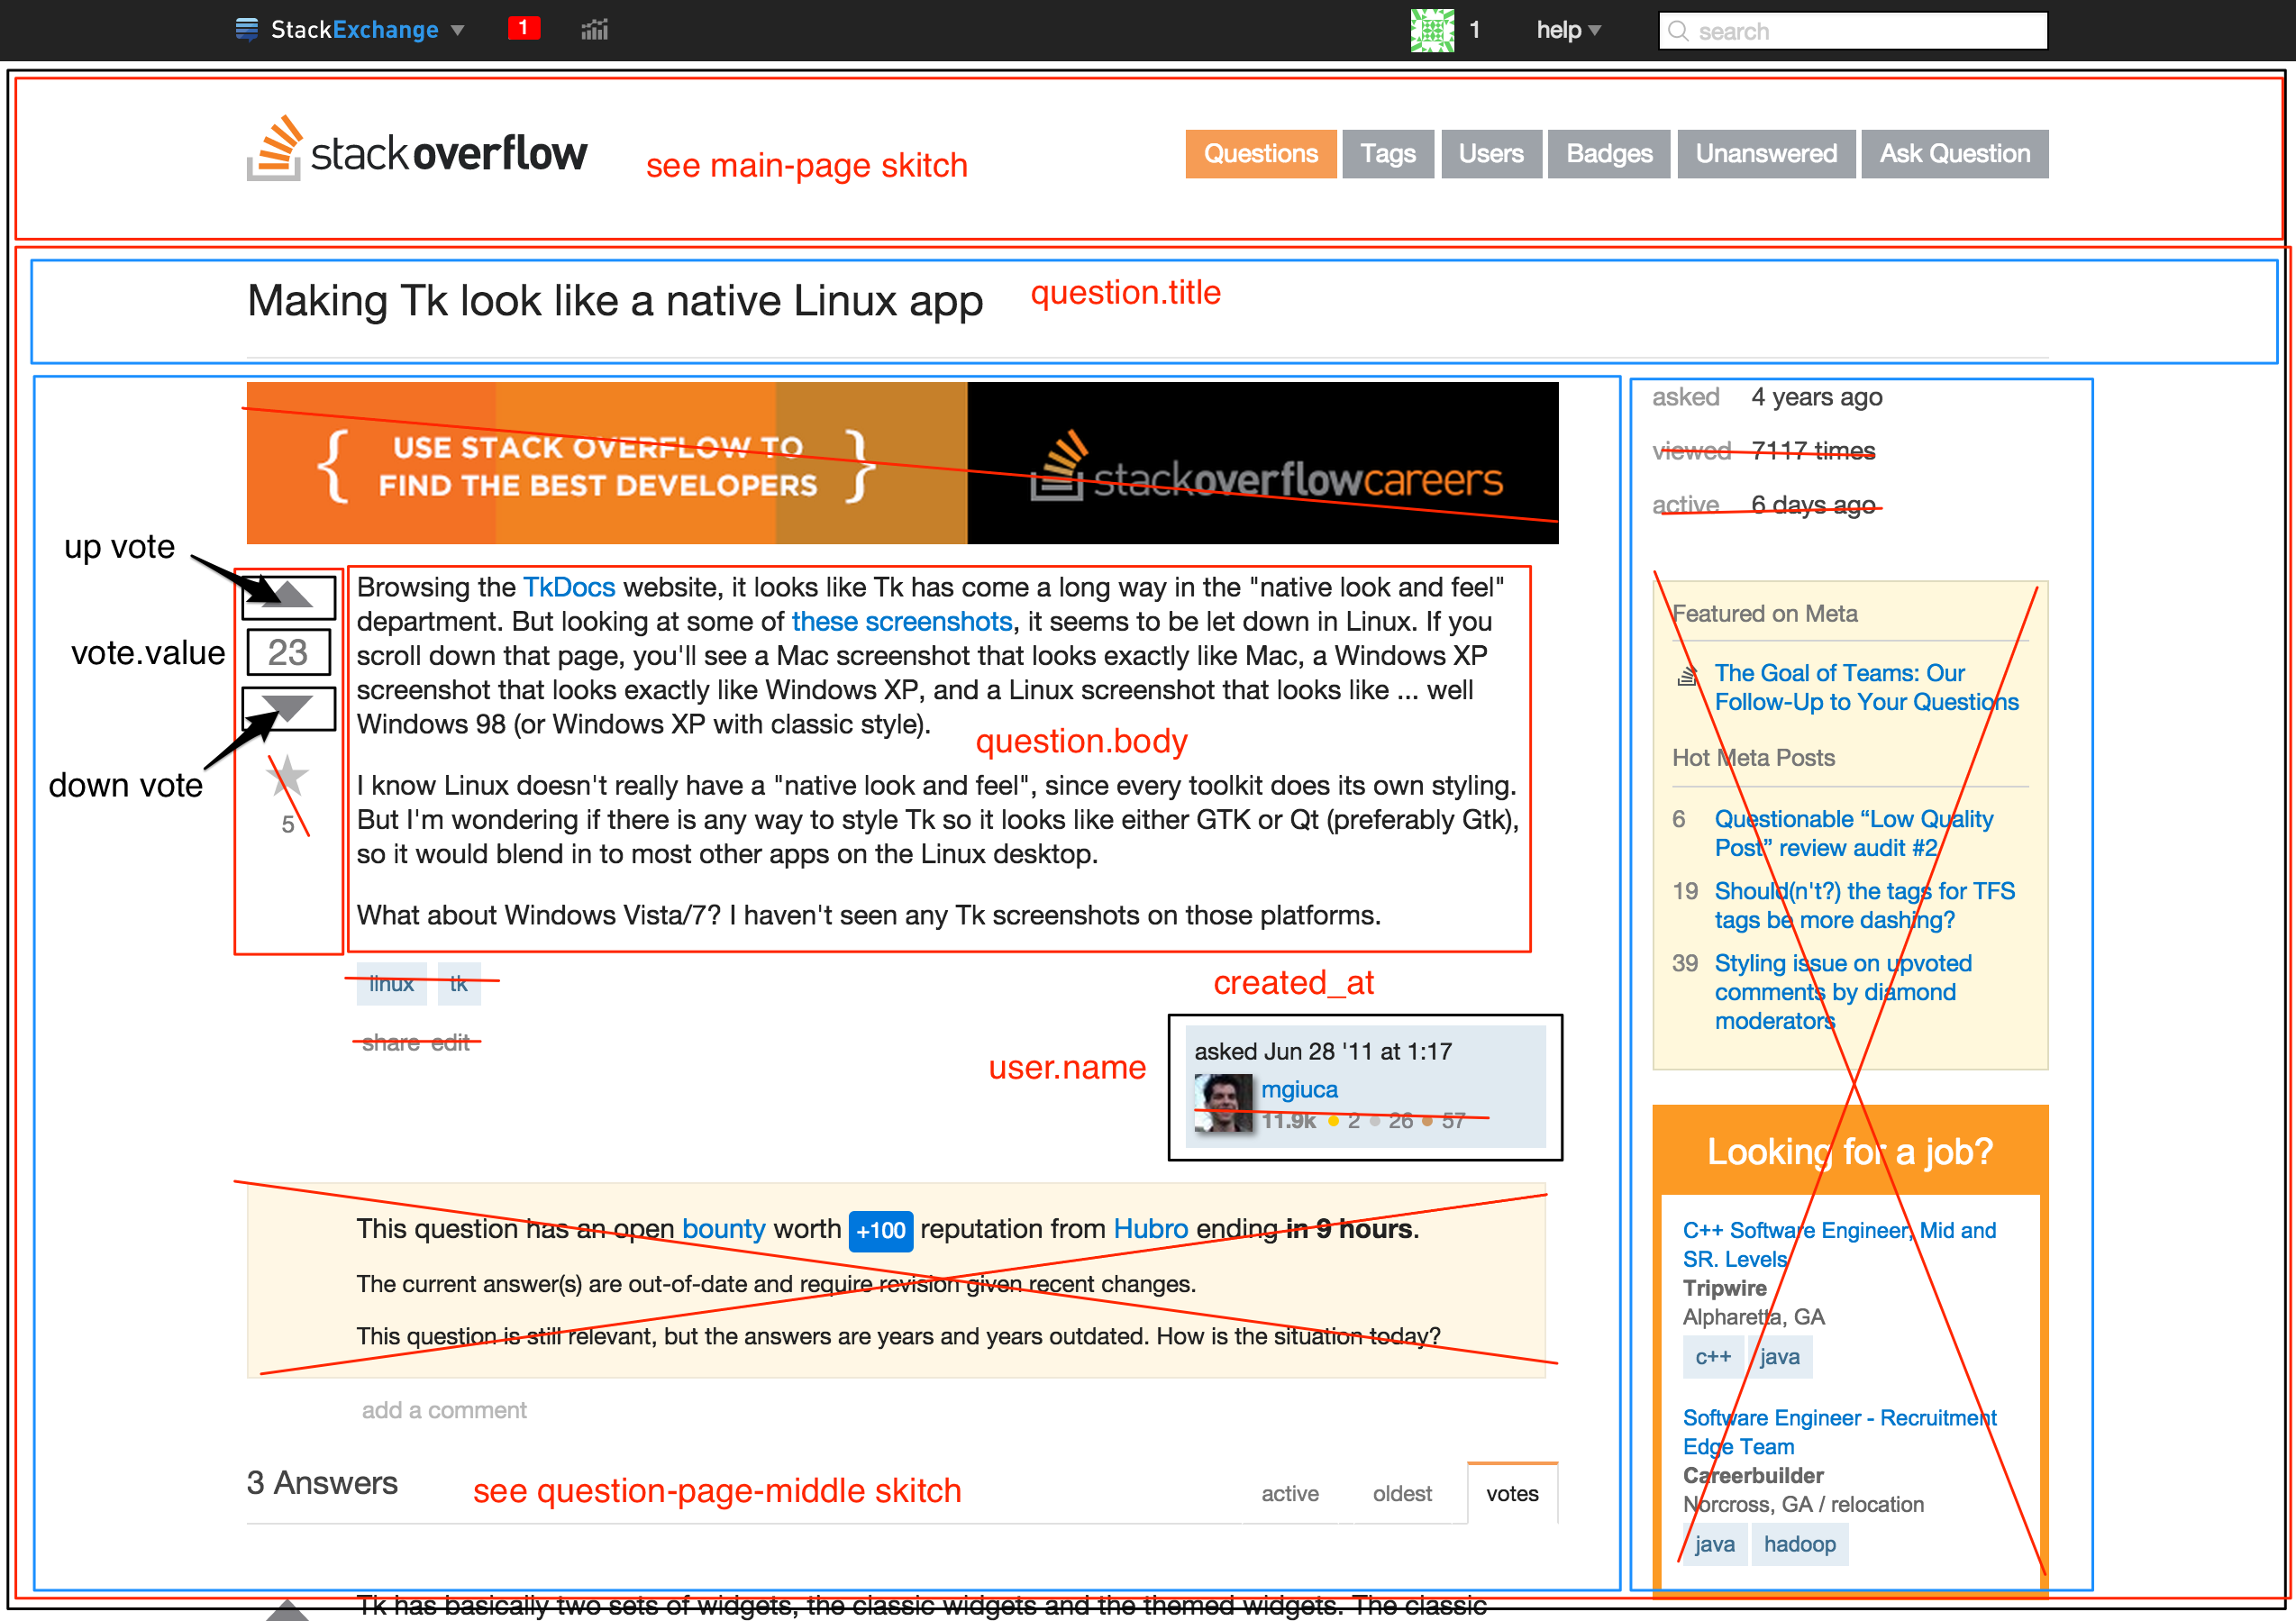 StackExchange
1
1
help
search
stackoverflow
see main-page skitch
Questions
Tags
Users
Badges
Unanswered
Ask Question
Making Tk look like a native Linux app
question.title
{ USE STACK OVERFLOW TO
FIND THE BEST DEVELOPERS }
stackoverflowcareers
asked 4 years ago
viewed 7117 times
active 6 days ago
up vote
vote.value
23
down vote
5
Browsing the TkDocs website, it looks like Tk has come a long way in the "native look and feel"
department. But looking at some of these screenshots, it seems to be let down in Linux. If you
scroll down that page, you'll see a Mac screenshot that looks exactly like Mac, a Windows XP
screenshot that looks exactly like Windows XP, and a Linux screenshot that looks like ... well
Windows 98 (or Windows XP with classic style).
question.body
I know Linux doesn't really have a "native look and feel", since every toolkit does its own styling.
But I'm wondering if there is any way to style Tk so it looks like either GTK or Qt (preferably Gtk),
so it would blend in to most other apps on the Linux desktop.
What about Windows Vista/7? I haven't seen any Tk screenshots on those platforms.
linux tk
share edit
created_at
user.name
asked Jun 28 '11 at 1:17
mgiuca
11.9k 2 26 57
This question has an open bounty worth +100 reputation from Hubro ending in 9 hours.
The current answer(s) are out-of-date and require revision given recent changes.
This question is still relevant, but the answers are years and years outdated. How is the situation today?
add a comment
3 Answers
see question-page-middle skitch
active
oldest
votes
Tk has basically two sets of widgets, the classic widgets and the themed widgets. The classic
Featured on Meta
The Goal of Teams: Our
Follow-Up to Your Questions
Hot Meta Posts
6 Questionable “Low Quality
Post” review audit #2
19 Should(n't?) the tags for TFS
tags be more dashing?
39 Styling issue on upvoted
comments by diamond
moderators
Looking for a job?
C++ Software Engineer, Mid and
SR. Levels
Tripwire
Alpharetta, GA
c++ java
Software Engineer - Recruitment
Edge Team
Careerbuilder
Norcross, GA / relocation
java hadoop